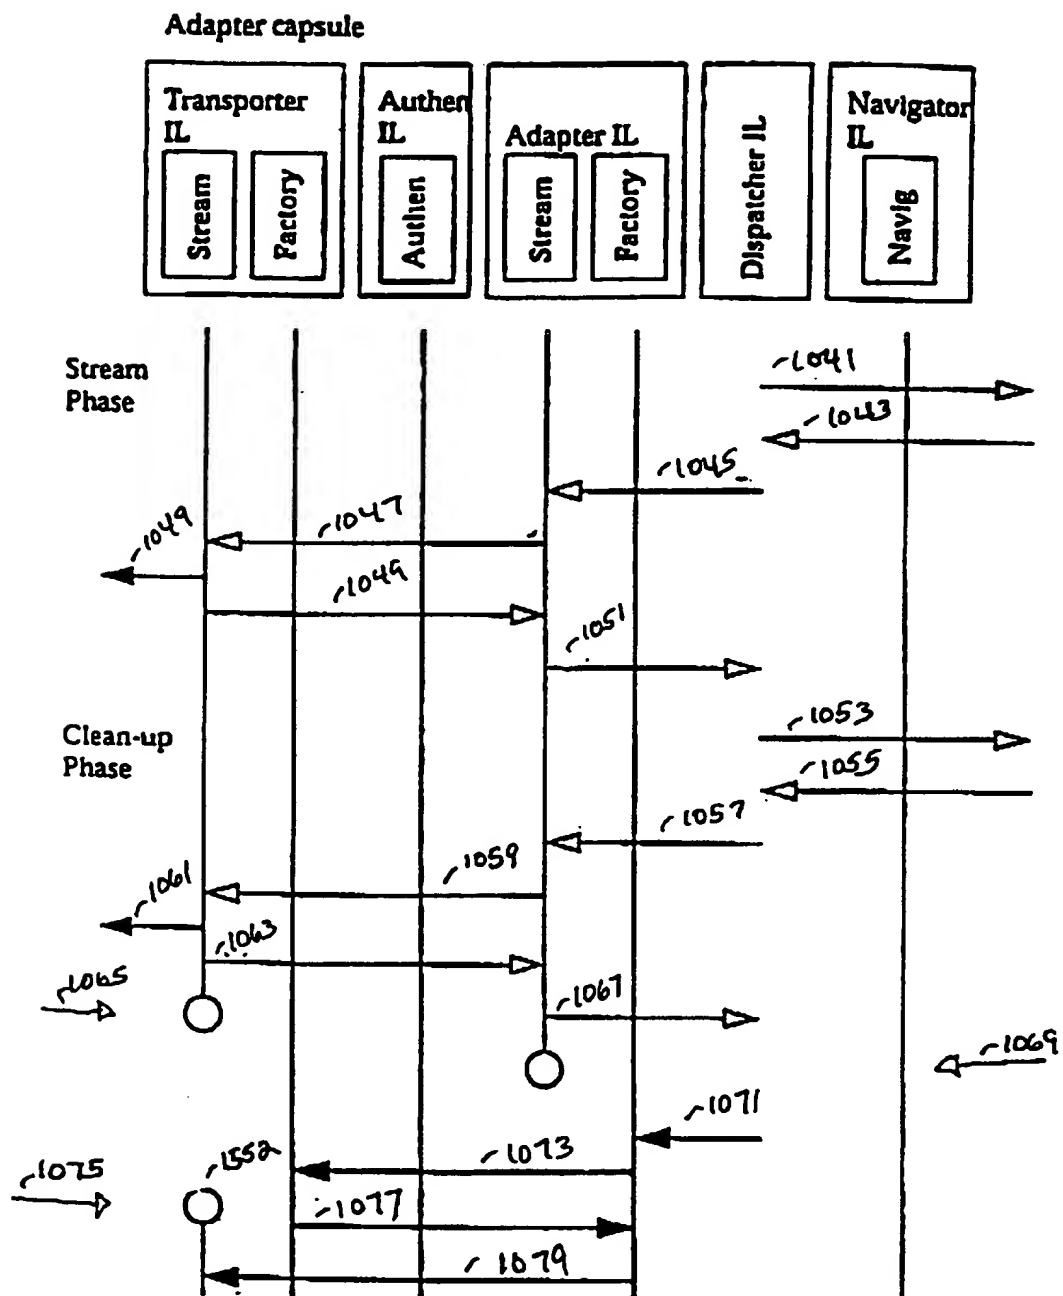 Adapter capsule
Transporter
IL
Stream
Factory
Authen
IL
Authen
Adapter IL
Stream
Factory
Dispatcher IL
Navigator
IL
Navig
Stream
Phase
1041
1043
1045
1047
1049
1049
1051
Clean-up
Phase
1053
1055
1057
1059
1061
1063
1065
1067
1069
1071
1552
1073
1075
1077
1079